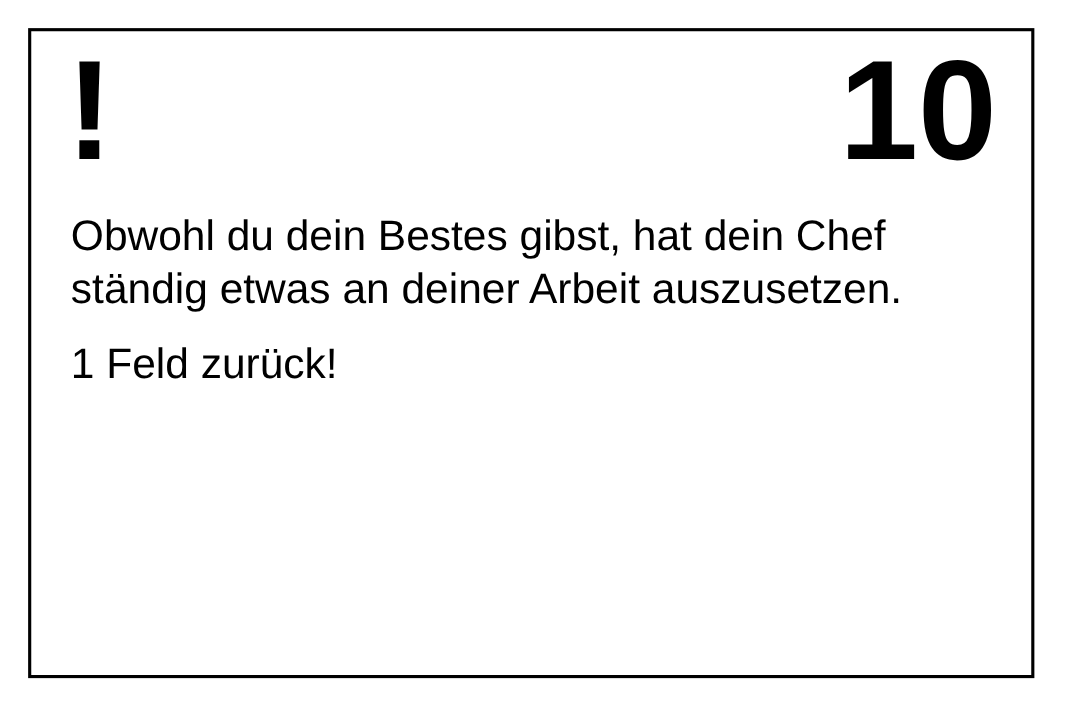 ! 10
Obwohl du dein Bestes gibst, hat dein Chef
ständig etwas an deiner Arbeit auszusetzen.
1 Feld zurück!